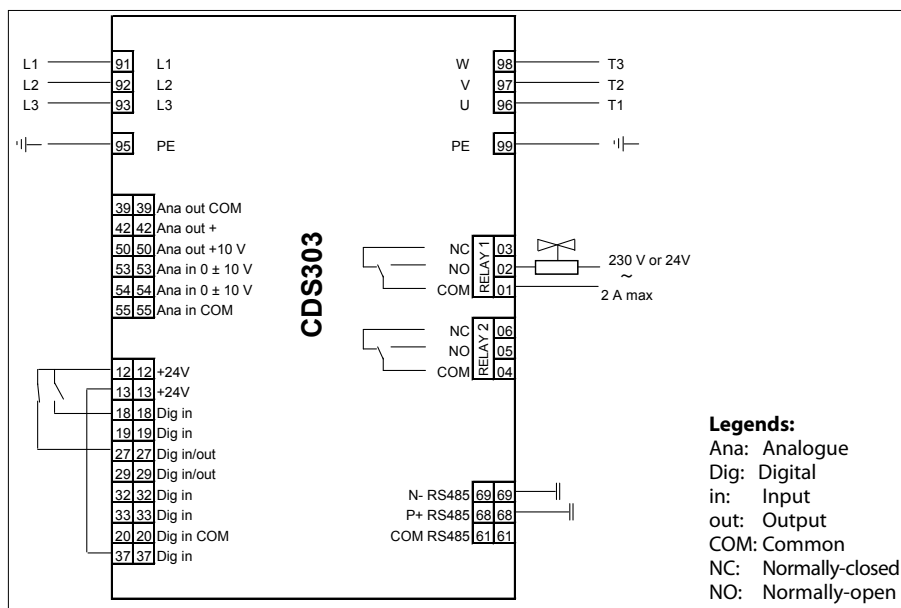 L1 91 L1
L2 92 L2
L3 93 L3
95 PE
39 39 Ana out COM
42 42 Ana out +
50 50 Ana out +10 V
53 53 Ana in 0 ± 10 V
54 54 Ana in 0 ± 10 V
55 55 Ana in COM
12 12 +24V
13 13 +24V
18 18 Dig in
19 19 Dig in
27 27 Dig in/out
29 29 Dig in/out
32 32 Dig in
33 33 Dig in
20 20 Dig in COM
37 37 Dig in
CDS303
W 98 T3
V 97 T2
U 96 T1
PE 99
RELAY 1
NC 03
NO 02
COM 01
230 V or 24V
~
2 A max
RELAY 2
NC 06
NO 05
COM 04
N- RS485 69 69
P+ RS485 68 68
COM RS485 61 61
Legends:
Ana: Analogue
Dig: Digital
in: Input
out: Output
COM: Common
NC: Normally-closed
NO: Normally-open